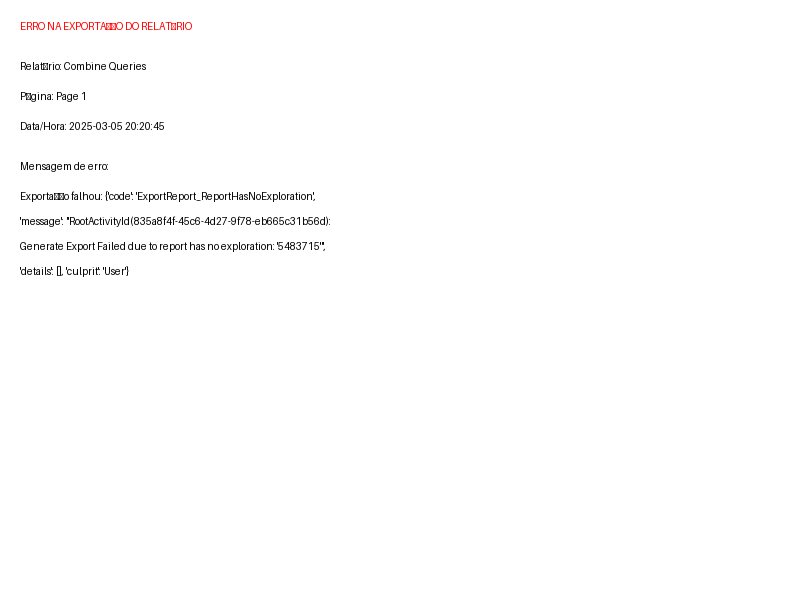 ERRO NA EXPORTA▯▯O DO RELAT▯RIO
Relat▯rio: Combine Queries
P▯gina: Page 1
Data/Hora: 2025-03-05 20:20:45
Mensagem de erro:
Exporta▯▯o falhou: {'code': 'ExportReport_ReportHasNoExploration',
'message': "RootActivityId(835a8f4f-45c6-4d27-9f78-eb665c31b56d):
Generate Export Failed due to report has no exploration: '5483715'",
'details': [], 'culprit': 'User'}